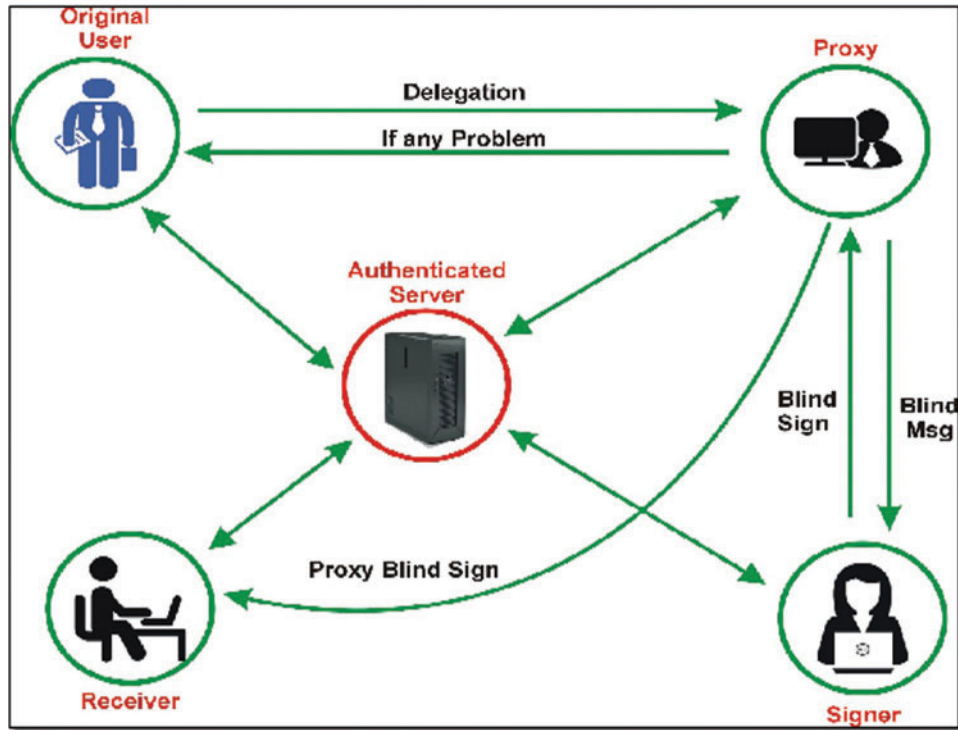 Original
User
Proxy
Delegation
If any Problem
Authenticated
Server
Blind
Sign
Blind
Msg
Proxy Blind Sign
Receiver
Signer